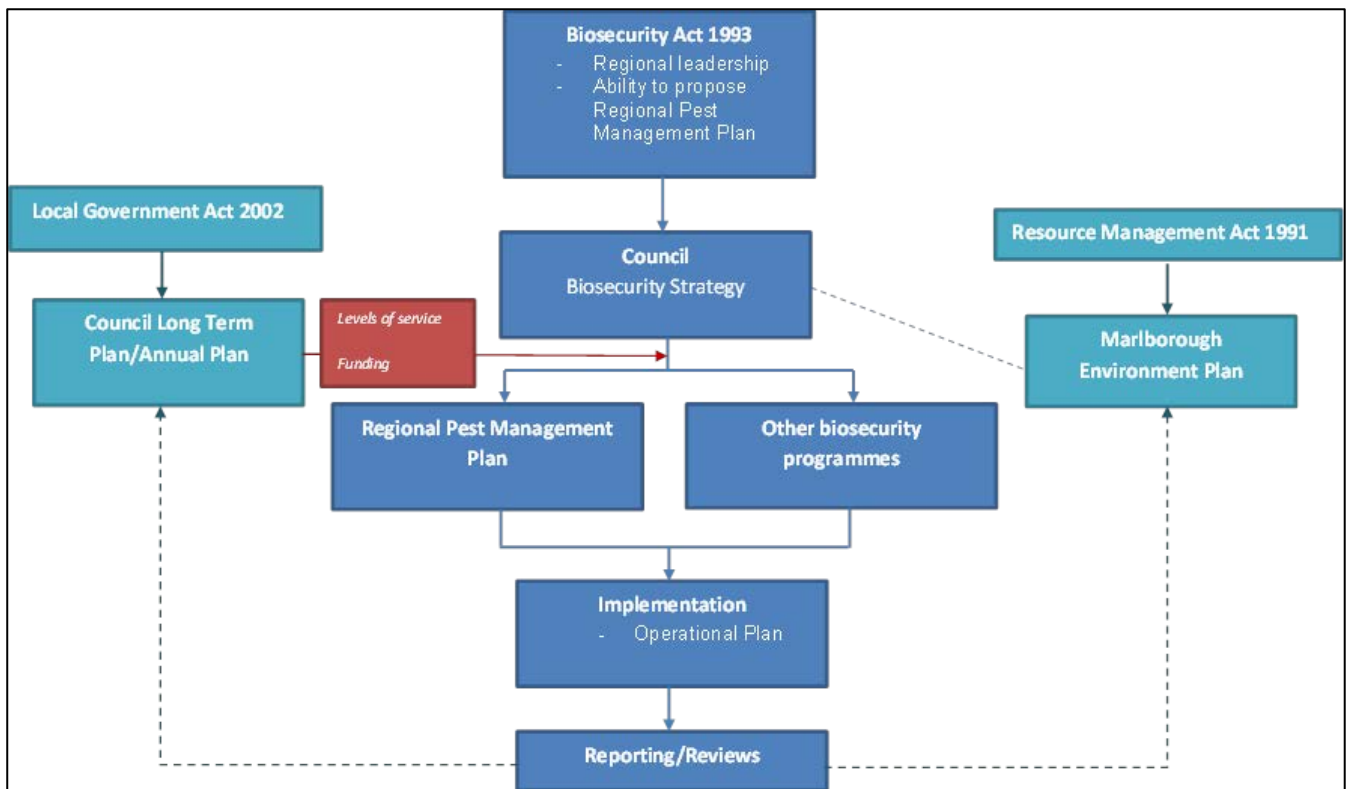 Biosecurity Act 1993
- Regional leadership
- Ability to propose
Regional Pest
Management Plan
Local Government Act 2002
Resource Management Act 1991
Council
Biosecurity Strategy
Council Long Term
Plan/Annual Plan
Levels of service
Funding
Marlborough
Environment Plan
Regional Pest Management
Plan
Other biosecurity
programmes
Implementation
- Operational Plan
Reporting/Reviews